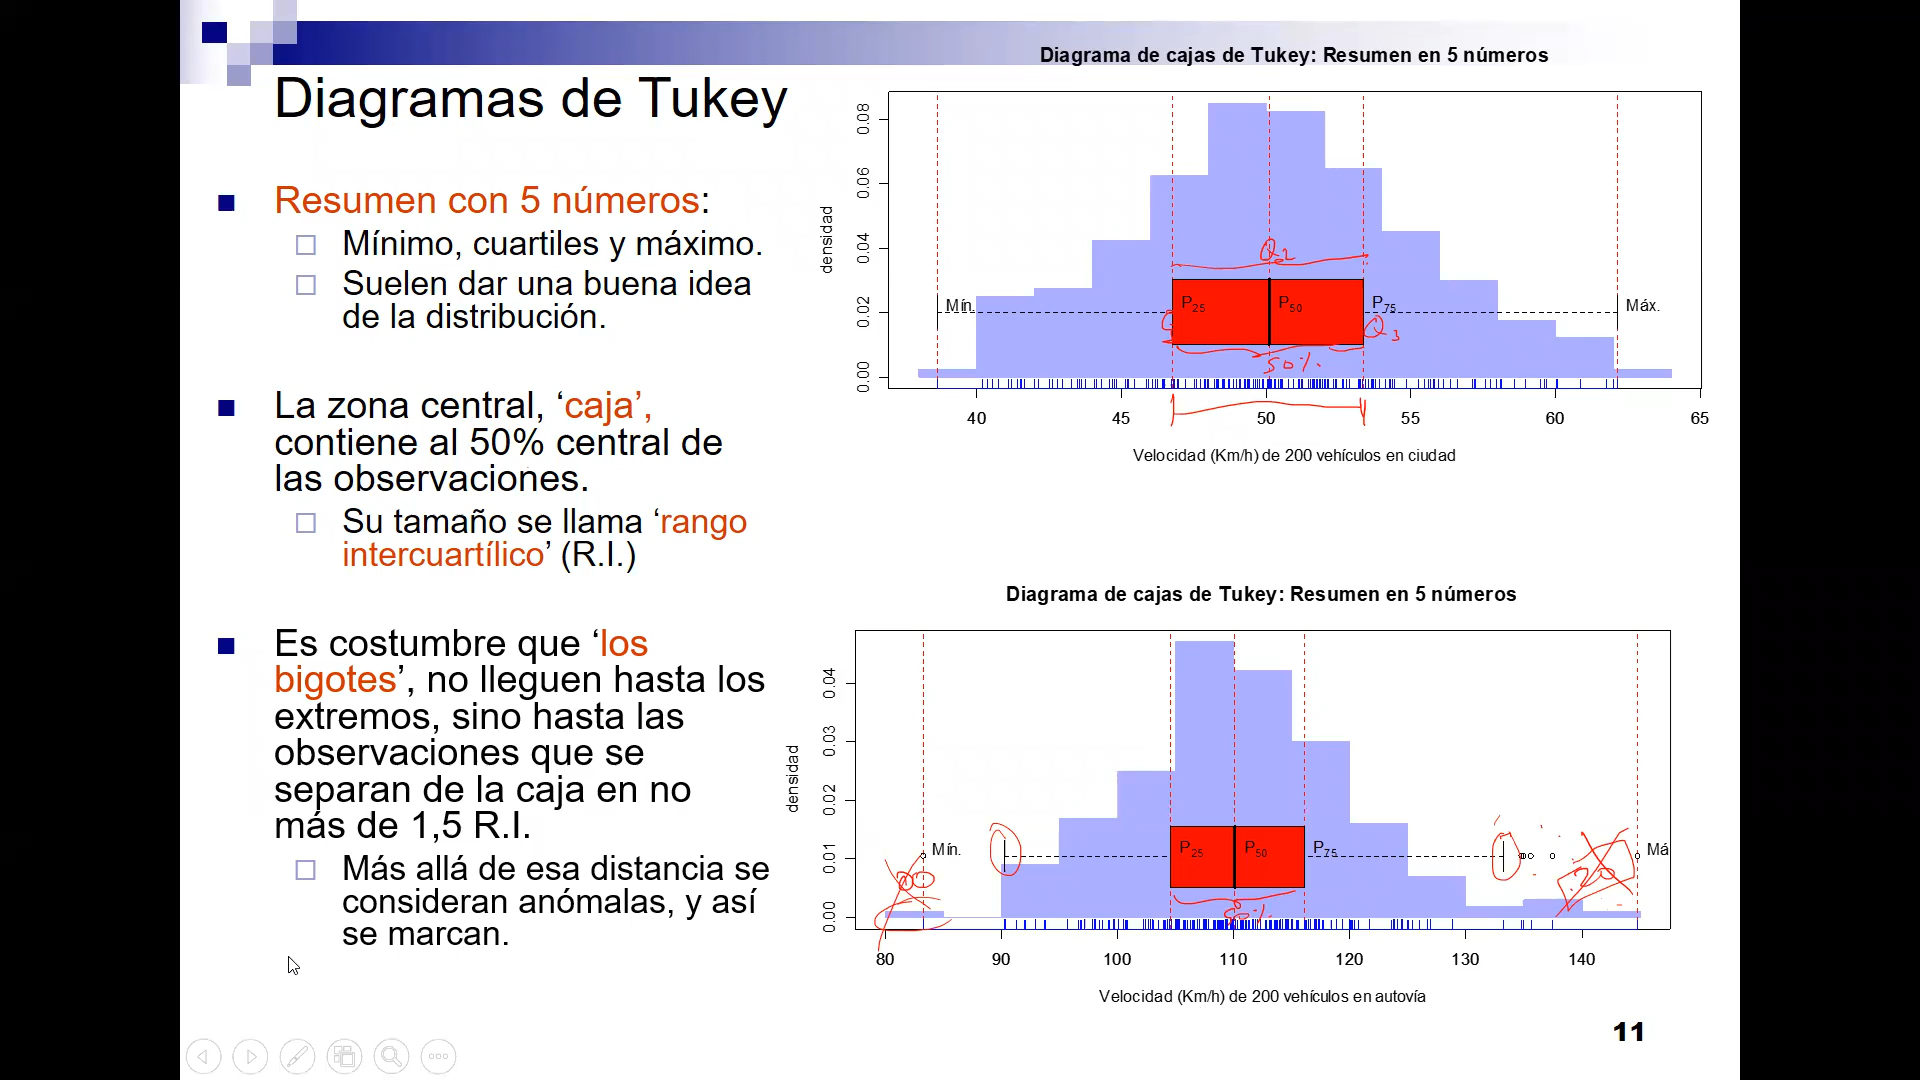 Diagramas de Tukey
Resumen con 5 números:
Mínimo, cuartiles y máximo.
Suelen dar una buena idea
de la distribución.
La zona central, ‘caja’,
contiene al 50% central de
las observaciones.
Su tamaño se llama ‘rango
intercuartílico’ (R.I.)
Es costumbre que ‘los
bigotes’, no lleguen hasta los
extremos, sino hasta las
observaciones que se
separan de la caja en no
más de 1,5 R.I.
Más allá de esa distancia se
consideran anómalas, y así
se marcan.
Diagrama de cajas de Tukey: Resumen en 5 números
densidad
0.08
0.06
0.04
0.02
0.00
Q2
Mín.
P25
P50
P75
Máx.
Q3
50%
40 45 50 55 60 65
Velocidad (Km/h) de 200 vehículos en ciudad
Diagrama de cajas de Tukey: Resumen en 5 números
densidad
0.04
0.03
0.02
0.01
0.00
Mín.
P25
P50
P75
Má
50%
80 90 100 110 120 130 140
Velocidad (Km/h) de 200 vehículos en autovía
11